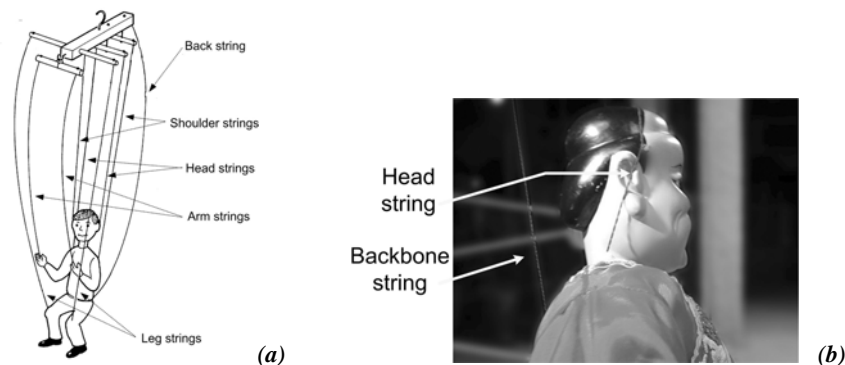 Back string
Shoulder strings
Head strings
Arm strings
Leg strings
(a)
Head
string
Backbone
string
(b)